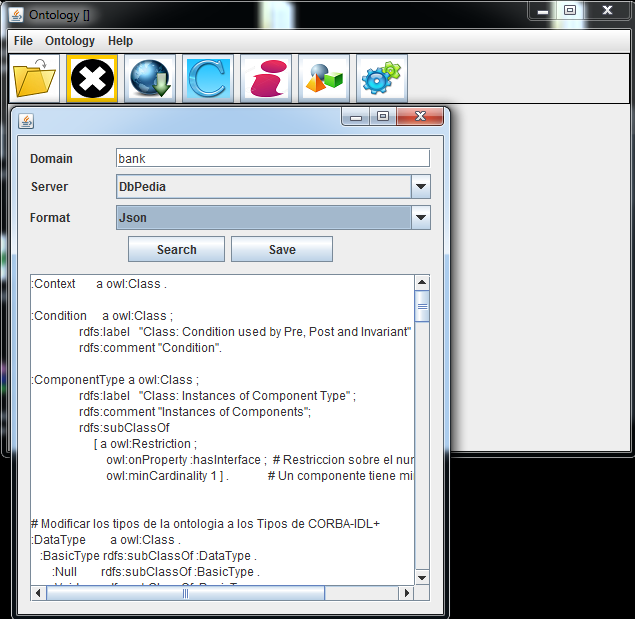 Ontology []
File Ontology Help
Domain bank
Server DbPedia
Format Json
Search Save
:Context a owl:Class .
:Condition a owl:Class ;
rdfs:label "Class: Condition used by Pre, Post and Invariant"
rdfs:comment "Condition".
:ComponentType a owl:Class ;
rdfs:label "Class: Instances of Component Type" ;
rdfs:comment "Instances of Components";
rdfs:subClassOf
[ a owl:Restriction ;
owl:onProperty :hasInterface ; # Restriccion sobre el nu
owl:minCardinality 1 ] . # Un componente tiene mi
# Modificar los tipos de la ontologia a los Tipos de CORBA-IDL+
:DataType a owl:Class .
:BasicType rdfs:subClassOf :DataType .
:Null rdfs:subClassOf :BasicType .